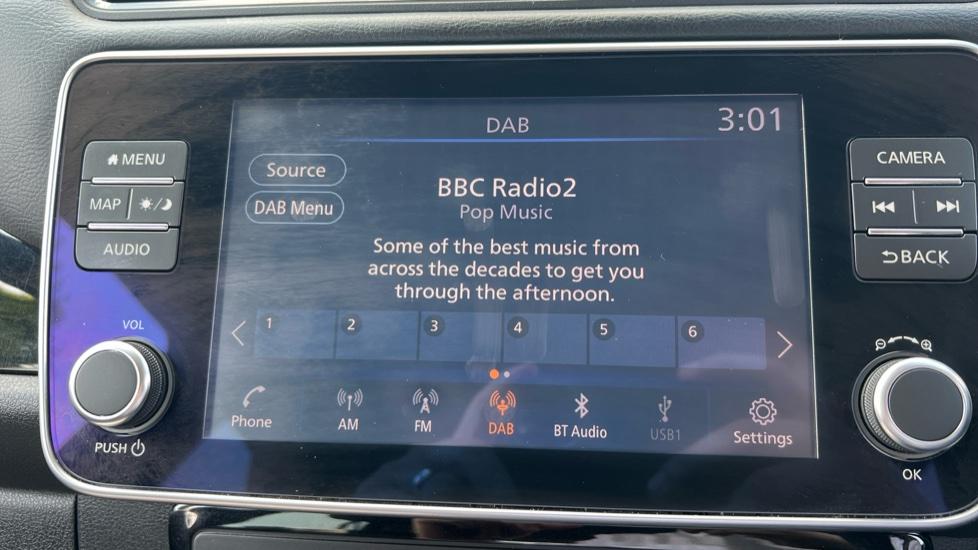 DAB
3:01
MENU
MAP
AUDIO
Source
DAB Menu
BBC Radio2
Pop Music
Some of the best music from
across the decades to get you
through the afternoon.
1 2 3 4 5 6
Phone AM FM DAB BT Audio USB1 Settings
CAMERA
BACK
VOL
PUSH
OK